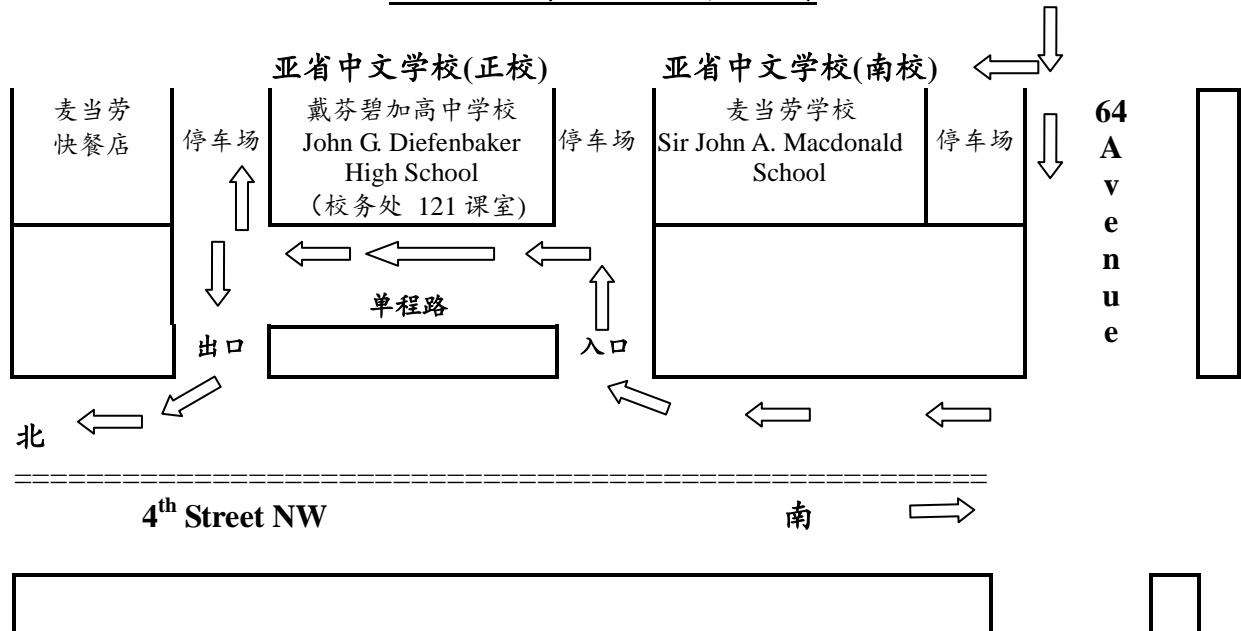 亚省中文学校(正校)
亚省中文学校(南校)
麦当劳
快餐店
停车场
戴芬碧加高中学校
John G. Diefenbaker
High School
（校务处 121 课室)
停车场
麦当劳学校
Sir John A. Macdonald
School
停车场
64
A
v
e
n
u
e
单程路
出口
入口
北
4th Street NW
南